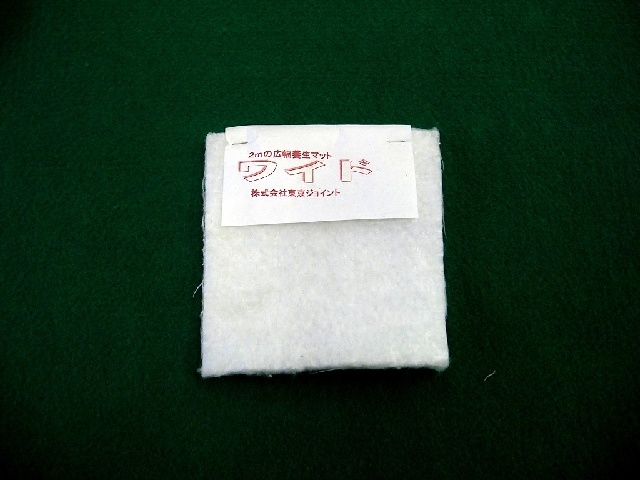 2mの広幅養生マット
ワイド
株式会社東京ジョイント